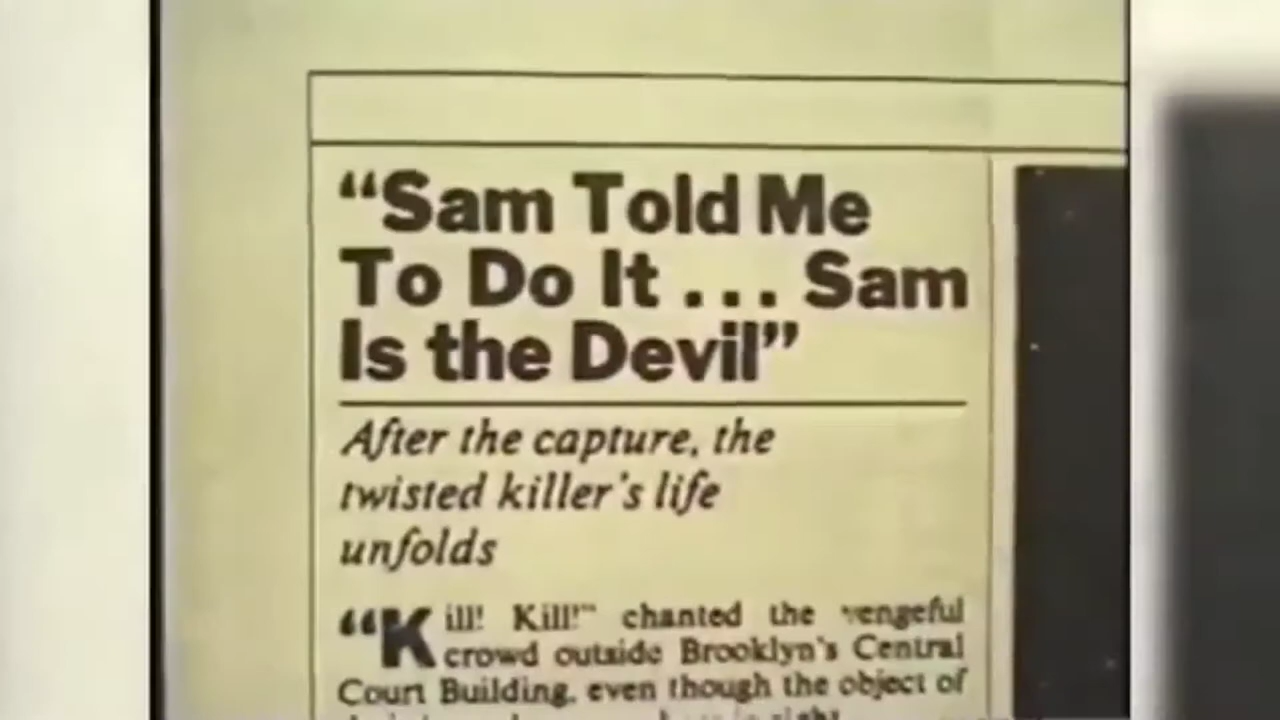 “Sam Told Me
To Do It . . . Sam
Is the Devil”
After the capture, the
twisted killer's life
unfolds
“Kill! Kill!” chanted the vengeful
crowd outside Brooklyn's Central
Court Building, even though the object of